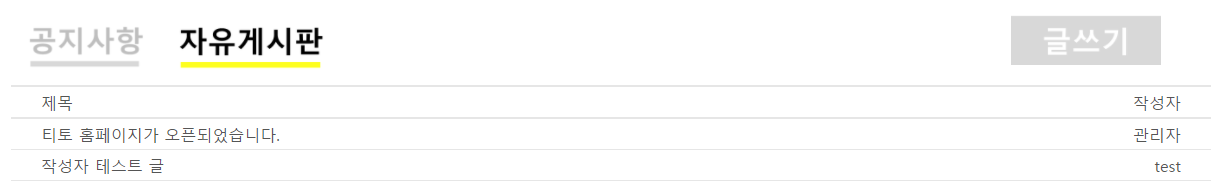 공지사항 자유게시판 글쓰기
제목 작성자
티토 홈페이지가 오픈되었습니다. 관리자
작성자 테스트 글 test